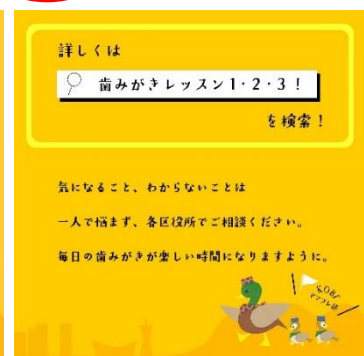 詳しくは
歯みがきレッスン1・2・3!
を検索!
気になること、わからないことは
一人で悩まず、各区役所でご相談ください。
毎日の歯みがきが楽しい時間になりますように。
KOBE